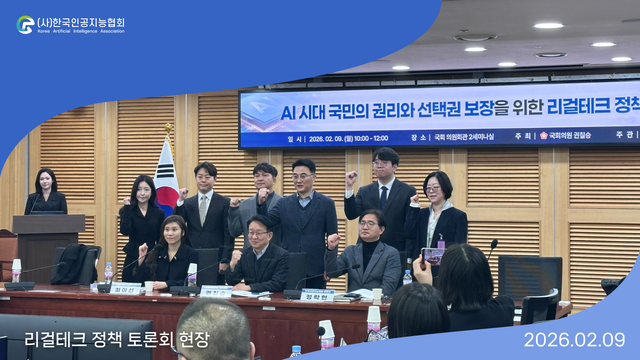 (사)한국인공지능협회
Korea Artificial Intelligence Association
AI 시대 국민의 권리와 선택권 보장을 위한 리걸테크 정책
일 시 | 2026. 02. 09. (월) 10:00 - 12:00 장 소 | 국회 의원회관 2세미나실 주 최 | 국회의원 권칠승 주 관 |
정탁현
리걸테크 정책 토론회 현장
2026.02.09